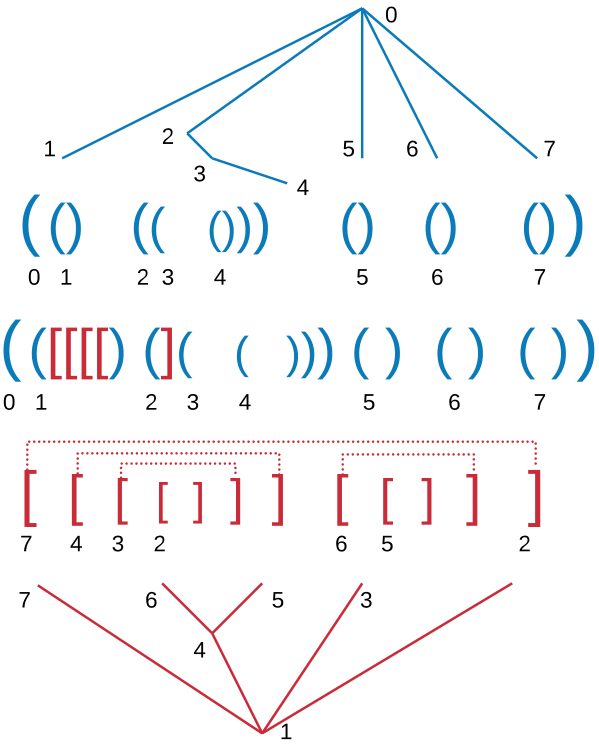 0
1 2 5 6 7
3 4
(() ((())) () () ())
0 1 2 3 4 5 6 7
(([[[[) (]( ( ))) ( ) ( ) ( ))
0 1 2 3 4 5 6 7
[ [ [ [ ] ] ] [ [ ] ] ]
7 4 3 2 6 5 2
7 6 5 3
4
1